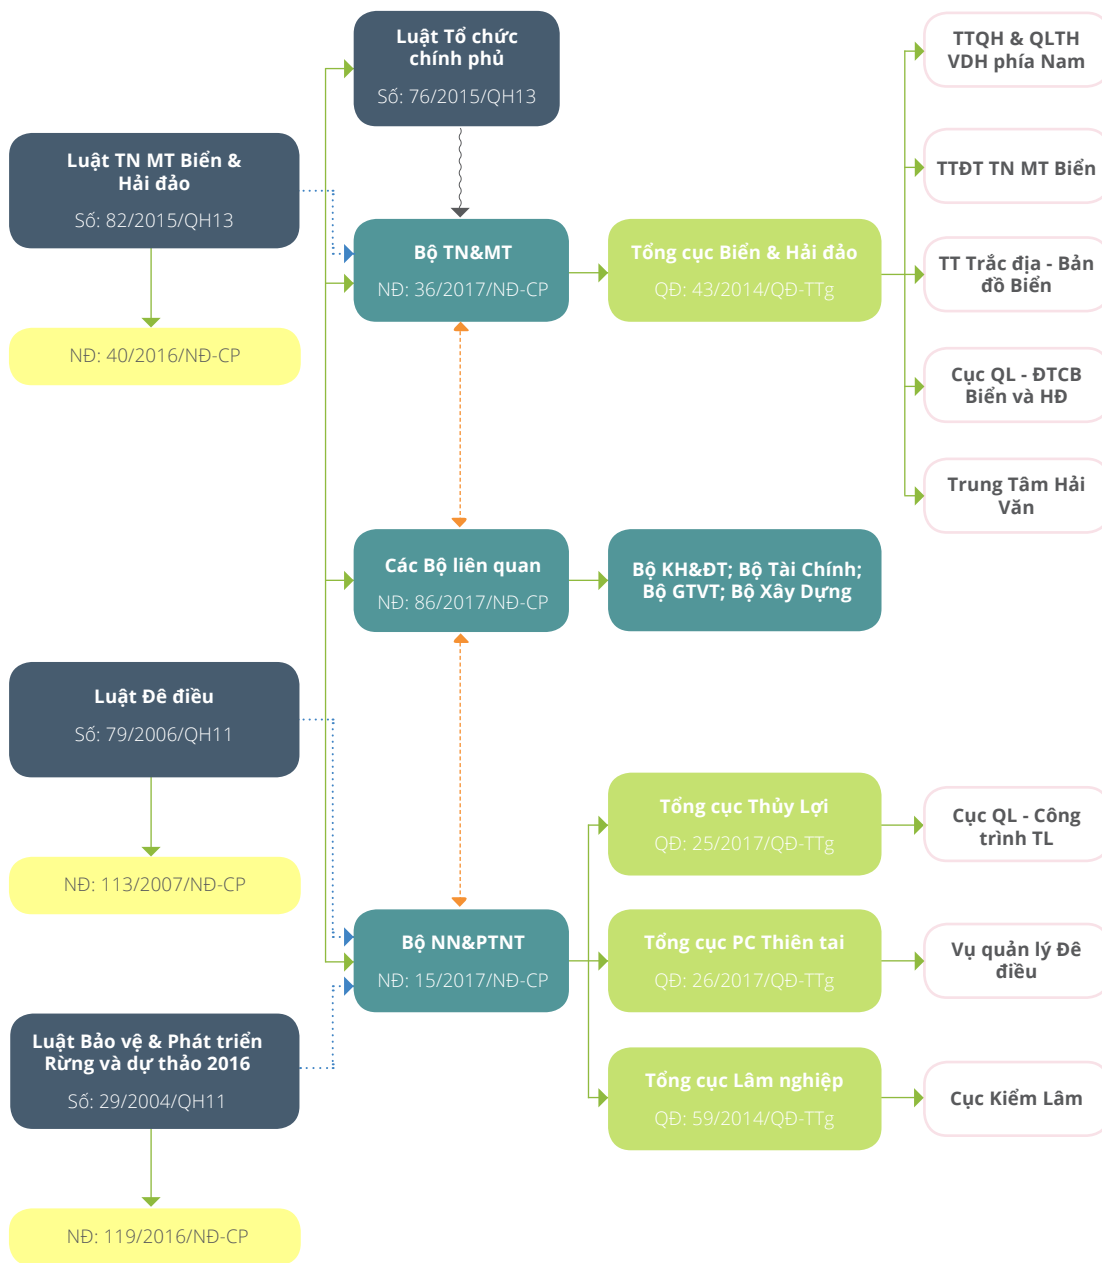 Luật Tổ chức
chính phủ
Số: 76/2015/QH13
Luật TN MT Biển &
Hải đảo
Số: 82/2015/QH13
NĐ: 40/2016/NĐ-CP
Bộ TN&MT
NĐ: 36/2017/NĐ-CP
Tổng cục Biển & Hải đảo
QĐ: 43/2014/QĐ-TTg
TTQH & QLTH
VDH phía Nam
TTĐT TN MT Biển
TT Trắc địa - Bản
đồ Biển
Cục QL - ĐTCB
Biển và HĐ
Trung Tâm Hải
Văn
Các Bộ liên quan
NĐ: 86/2017/NĐ-CP
Bộ KH&ĐT; Bộ Tài Chính;
Bộ GTVT; Bộ Xây Dựng
Luật Đê điều
Số: 79/2006/QH11
NĐ: 113/2007/NĐ-CP
Bộ NN&PTNT
NĐ: 15/2017/NĐ-CP
Tổng cục Thủy Lợi
QĐ: 25/2017/QĐ-TTg
Cục QL - Công
trình TL
Tổng cục PC Thiên tai
QĐ: 26/2017/QĐ-TTg
Vụ quản lý Đê
điều
Luật Bảo vệ & Phát triển
Rừng và dự thảo 2016
Số: 29/2004/QH11
Tổng cục Lâm nghiệp
QĐ: 59/2014/QĐ-TTg
Cục Kiểm Lâm
NĐ: 119/2016/NĐ-CP